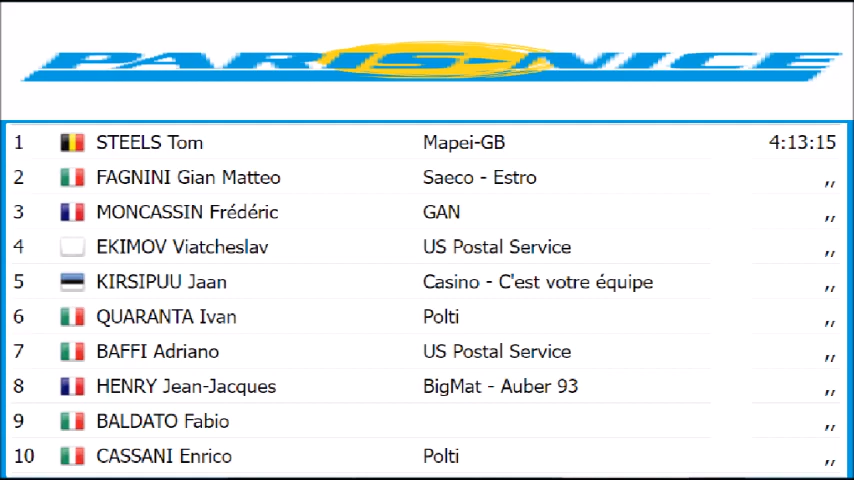 PARIS-NICE
1 STEELS Tom Mapei-GB 4:13:15
2 FAGNINI Gian Matteo Saeco - Estro ,,
3 MONCASSIN Frédéric GAN ,,
4 EKIMOV Viatcheslav US Postal Service ,,
5 KIRSIPUU Jaan Casino - C'est votre équipe ,,
6 QUARANTA Ivan Polti ,,
7 BAFFI Adriano US Postal Service ,,
8 HENRY Jean-Jacques BigMat - Auber 93 ,,
9 BALDATO Fabio ,,
10 CASSANI Enrico Polti ,,